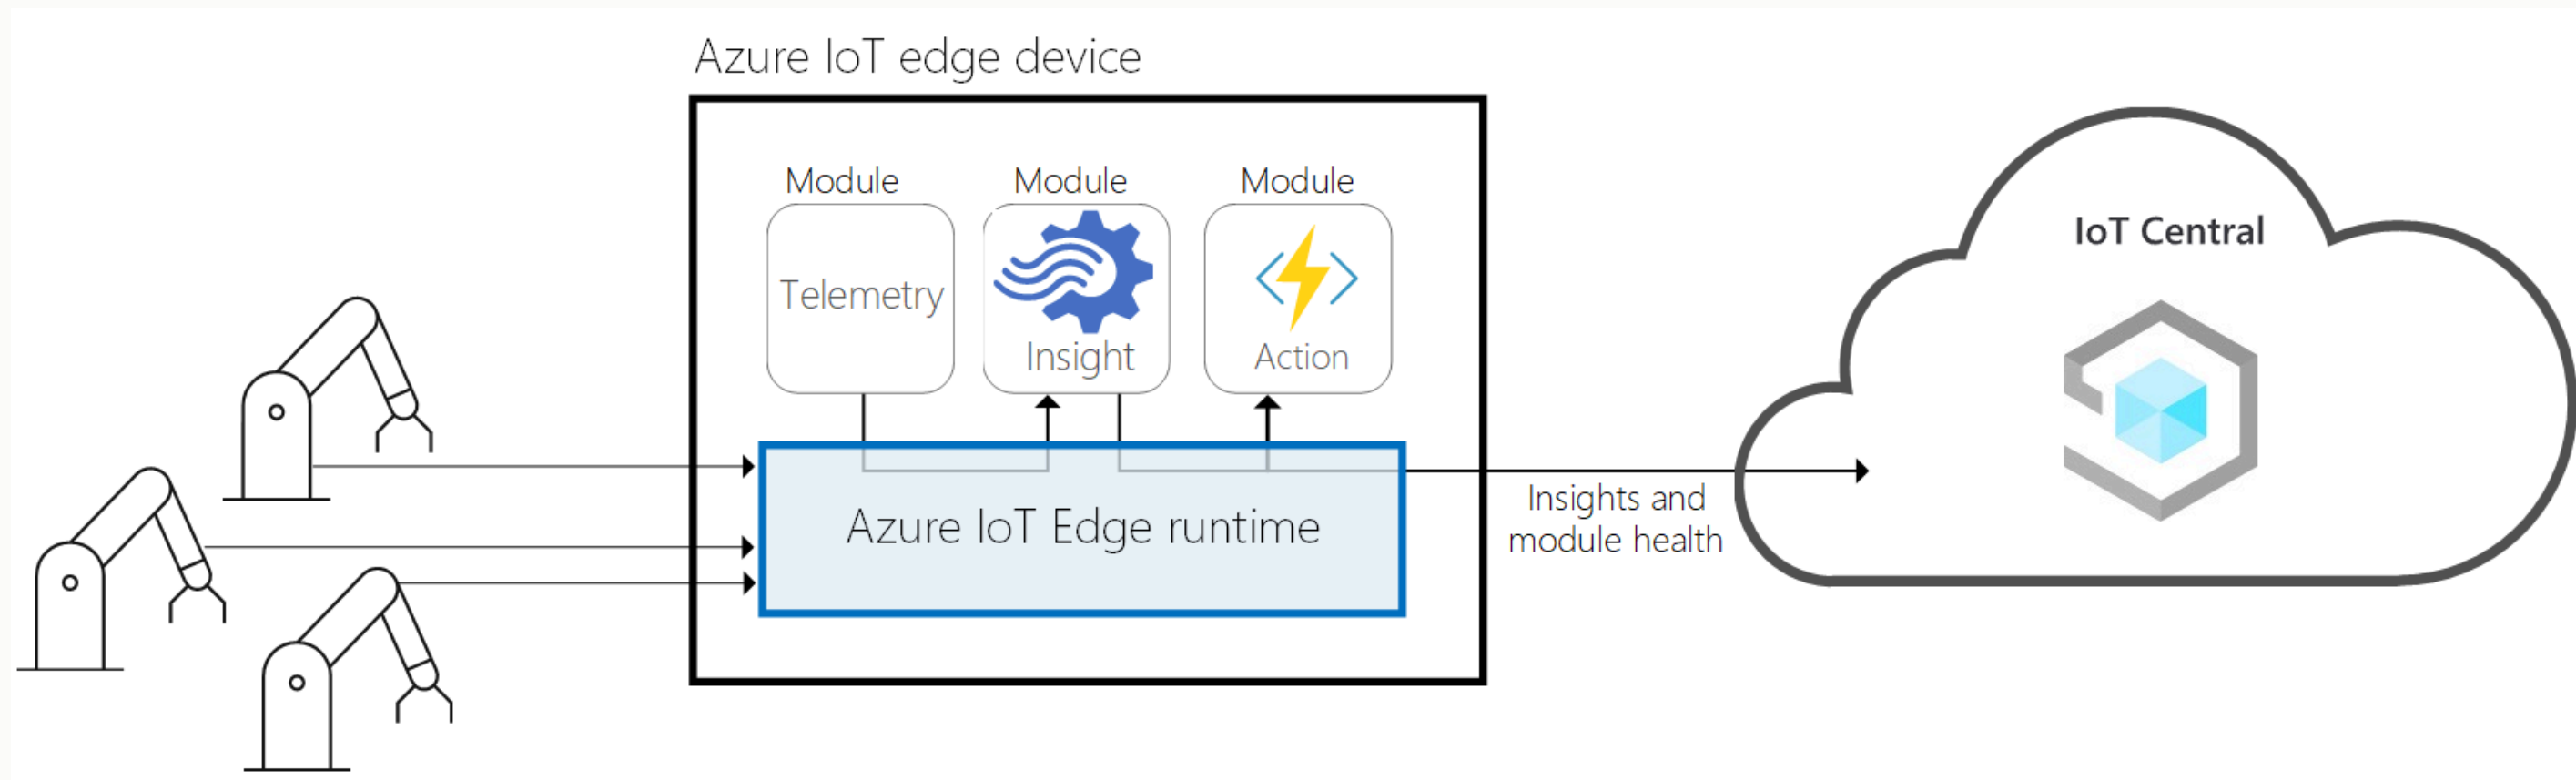 Azure IoT edge device
Module
Module
Module
Telemetry
Insight
Action
Azure IoT Edge runtime
Insights and
module health
IoT Central